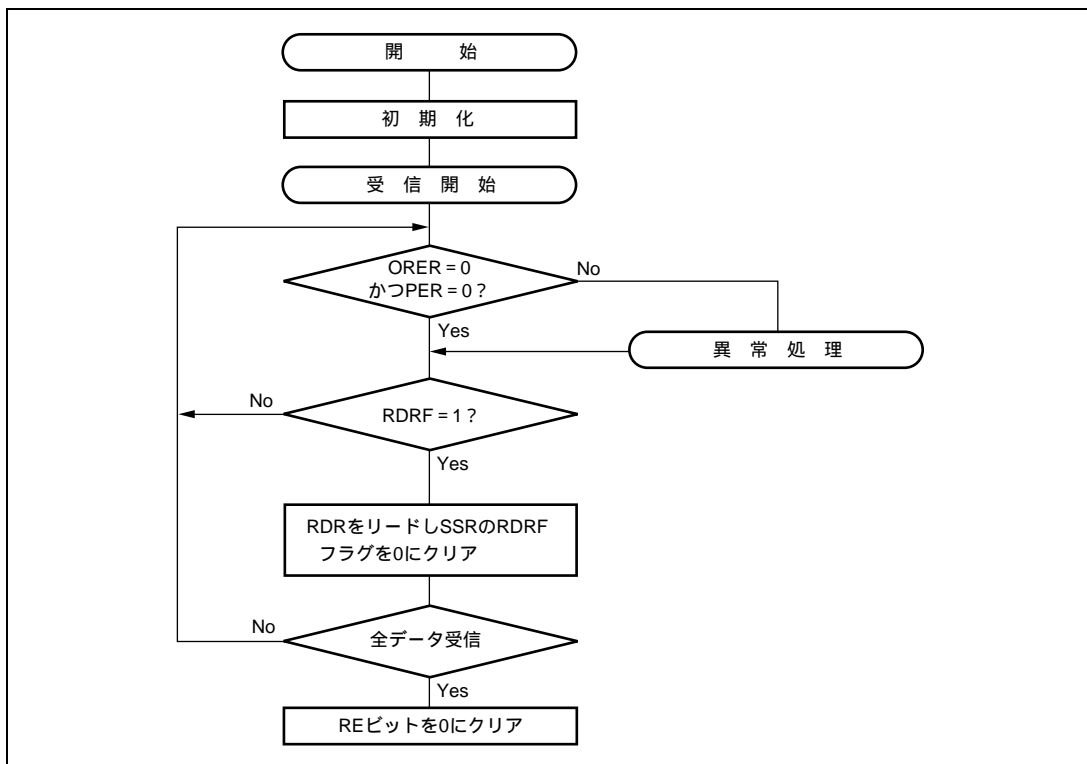 開 始
初 期 化
受 信 開 始
ORER = 0
かつPER = 0？
No
Yes
異 常 処 理
No
RDRF = 1？
Yes
RDRをリードしSSRのRDRF
フラグを0にクリア
No
全データ受信
Yes
REビットを0にクリア